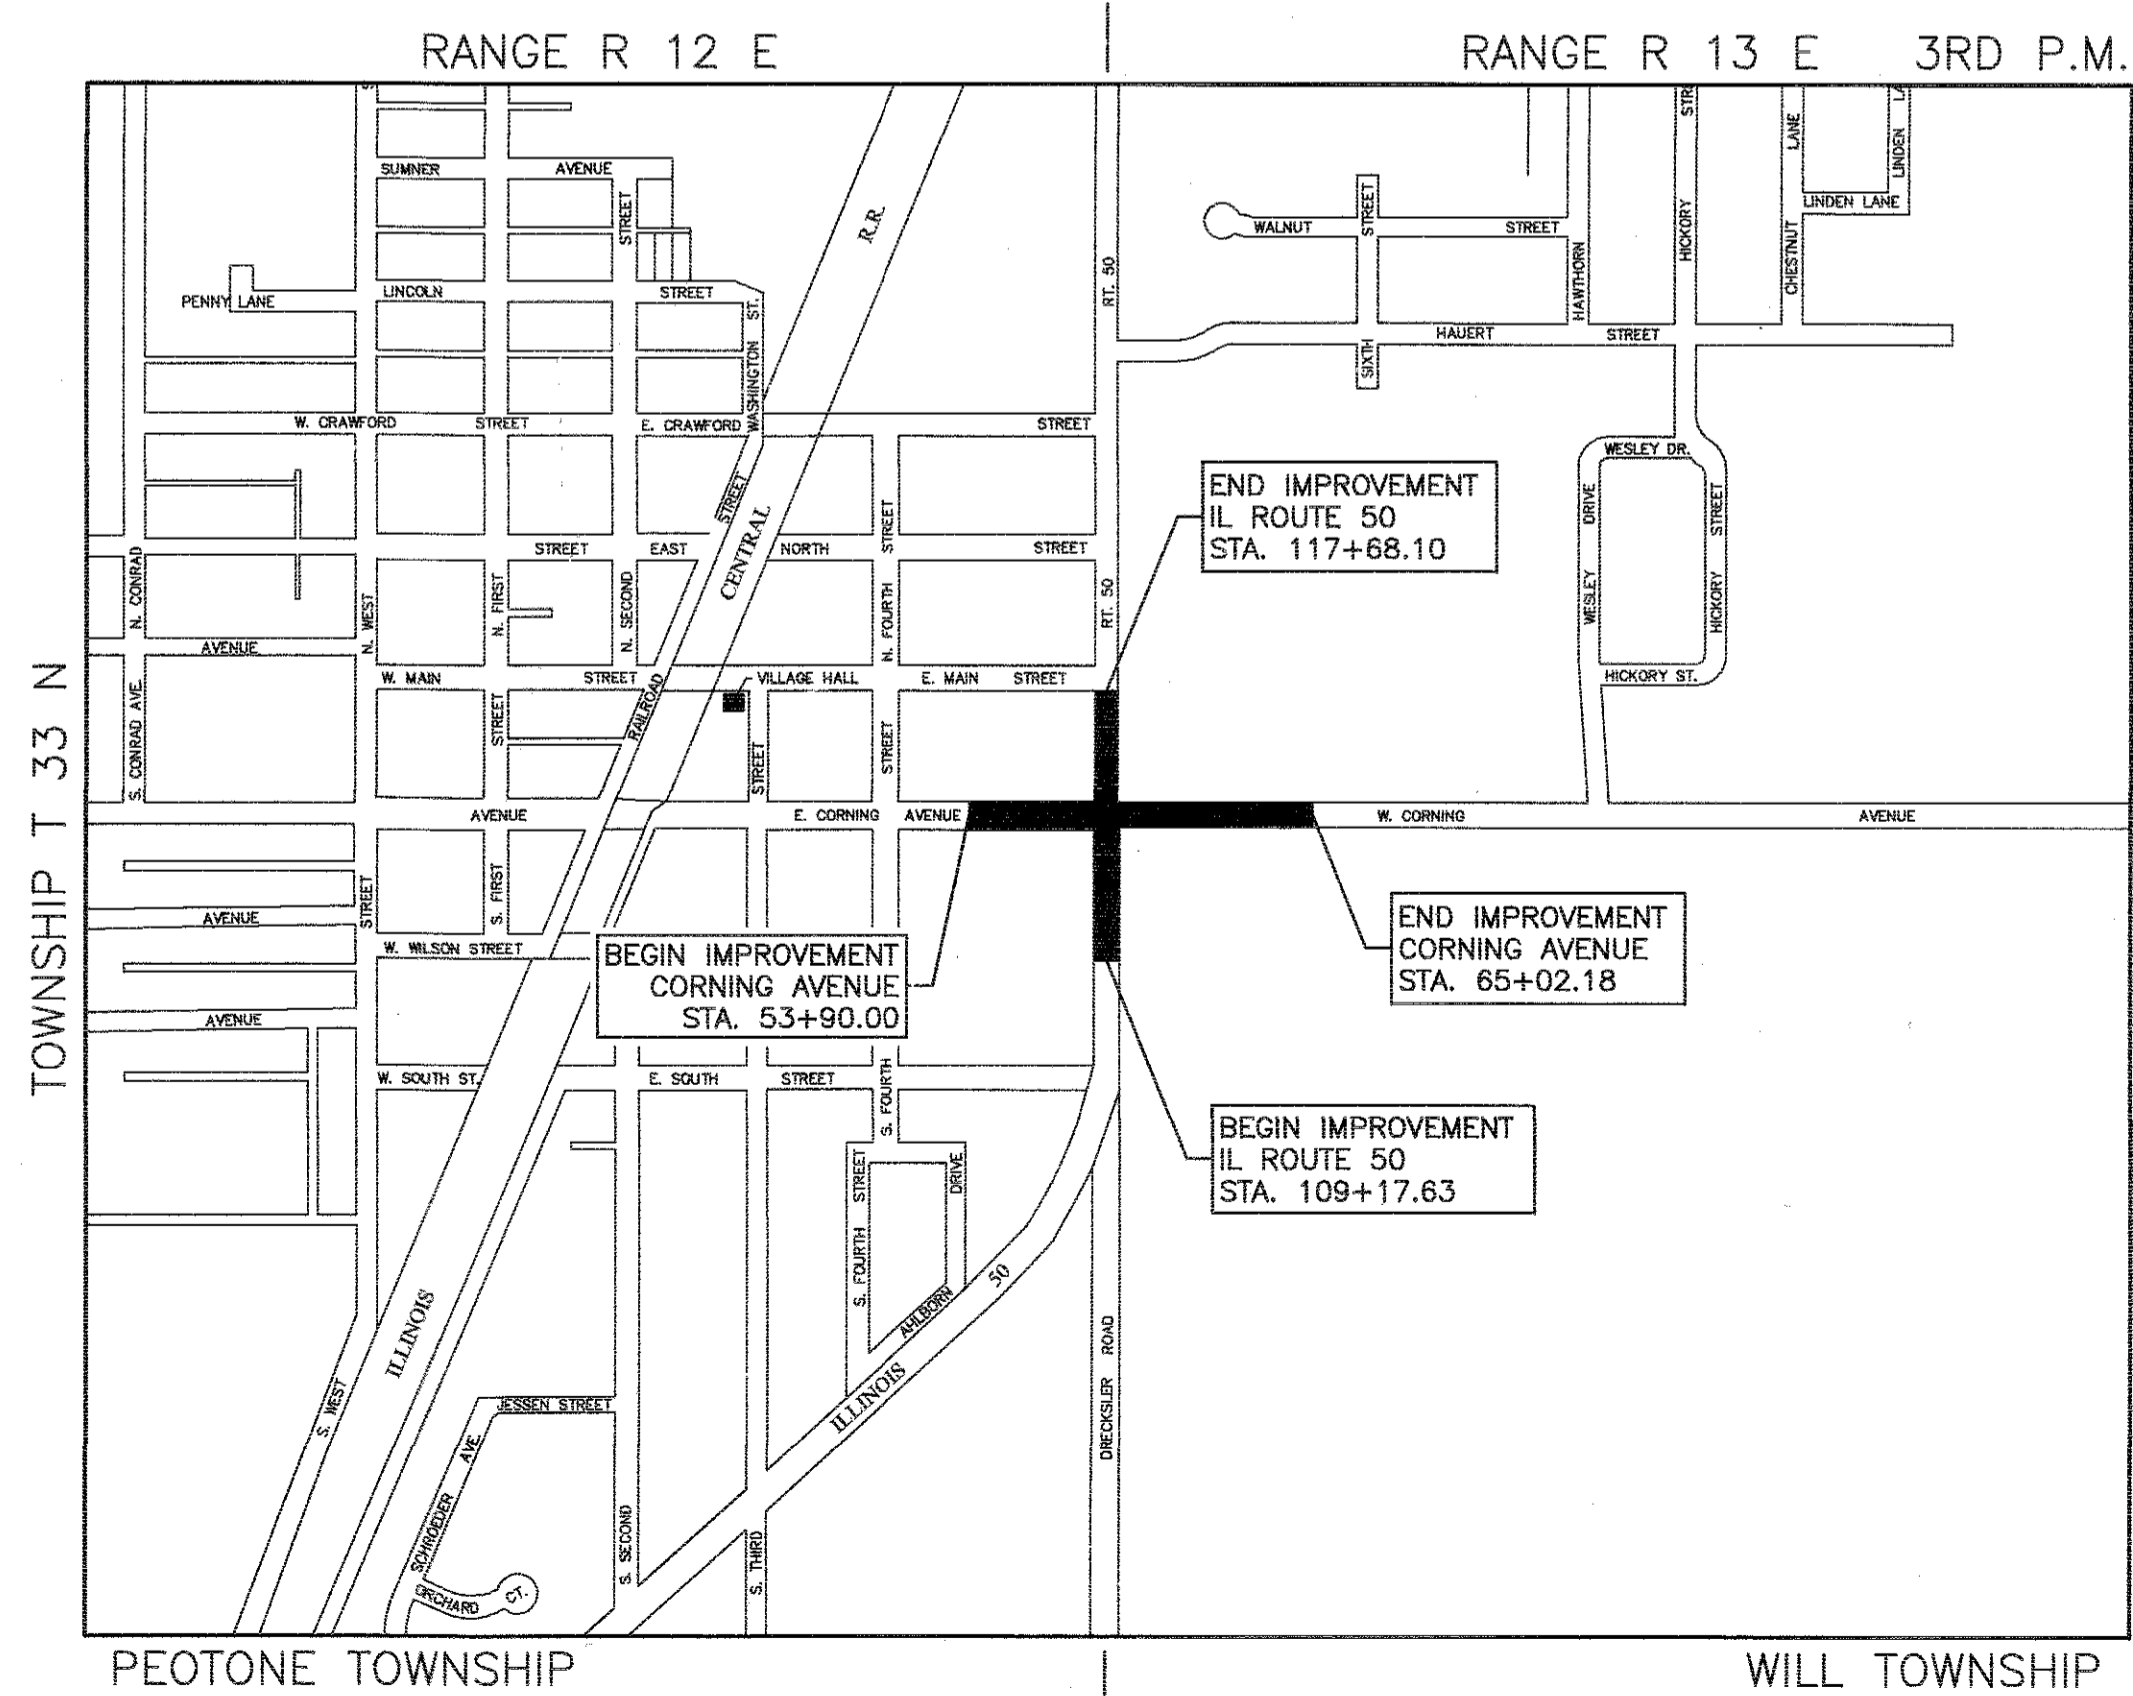 RANGE R 12 E
RANGE R 13 E 3RD P.M.
TOWNSHIP T 33 N
SUMNER AVENUE
STREET
R.R.
RT. 50
WALNUT STREET
STREET
SIXTH
HAWTHORN
HICKORY
CHESTNUT LANE
LINDEN
LINDEN LANE
PENNY LANE
LINCOLN STREET
WASHINGTON ST.
HAUERT STREET
W. CRAWFORD STREET E. CRAWFORD STREET
WESLEY DR.
END IMPROVEMENT
IL ROUTE 50
STA. 117+68.10
STREET
CENTRAL
STREET
WESLEY DRIVE
HICKORY STREET
STREET EAST NORTH STREET
N. CONRAD
N. WEST
N. FIRST
N. SECOND
N. FOURTH
RT. 50
AVENUE
W. MAIN STREET
VILLAGE HALL
E. MAIN STREET
HICKORY ST.
S. CONRAD AVE.
STREET
RAILROAD
STREET
STREET
AVENUE
E. CORNING AVENUE
W. CORNING AVENUE
STREET
S. FIRST
AVENUE
W. WILSON STREET
BEGIN IMPROVEMENT
CORNING AVENUE
STA. 53+90.00
END IMPROVEMENT
CORNING AVENUE
STA. 65+02.18
AVENUE
W. SOUTH ST.
E. SOUTH STREET
S. FOURTH
BEGIN IMPROVEMENT
IL ROUTE 50
STA. 109+17.63
S. FOURTH STREET
DRIVE
AHLBORN
ILLINOIS
ILLINOIS 50
DRECKSLER ROAD
S. WEST
JESSEN STREET
SCHROEDER AVE.
ORCHARD CT.
S. SECOND
S. THIRD
PEOTONE TOWNSHIP
WILL TOWNSHIP